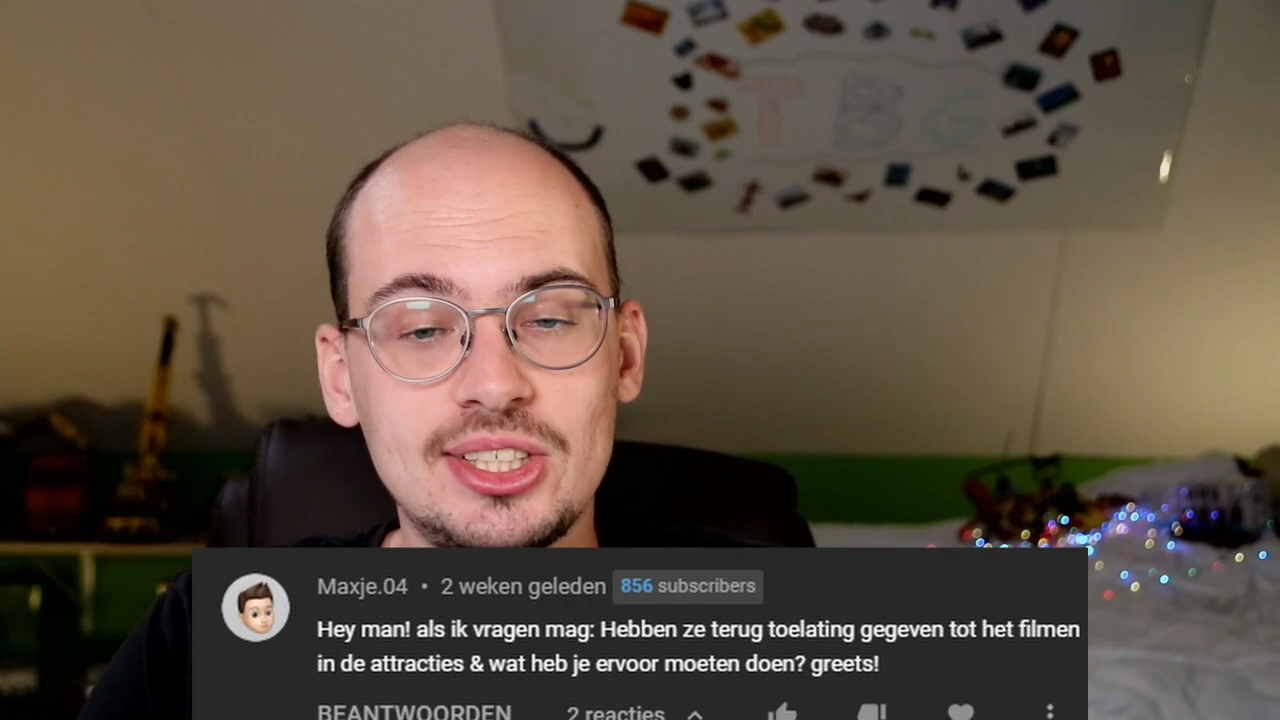 TBG
Maxje.04 • 2 weken geleden 856 subscribers
Hey man! als ik vragen mag: Hebben ze terug toelating gegeven tot het filmen
in de attracties & wat heb je ervoor moeten doen? greets!
BEANTWOORDEN 2 reacties